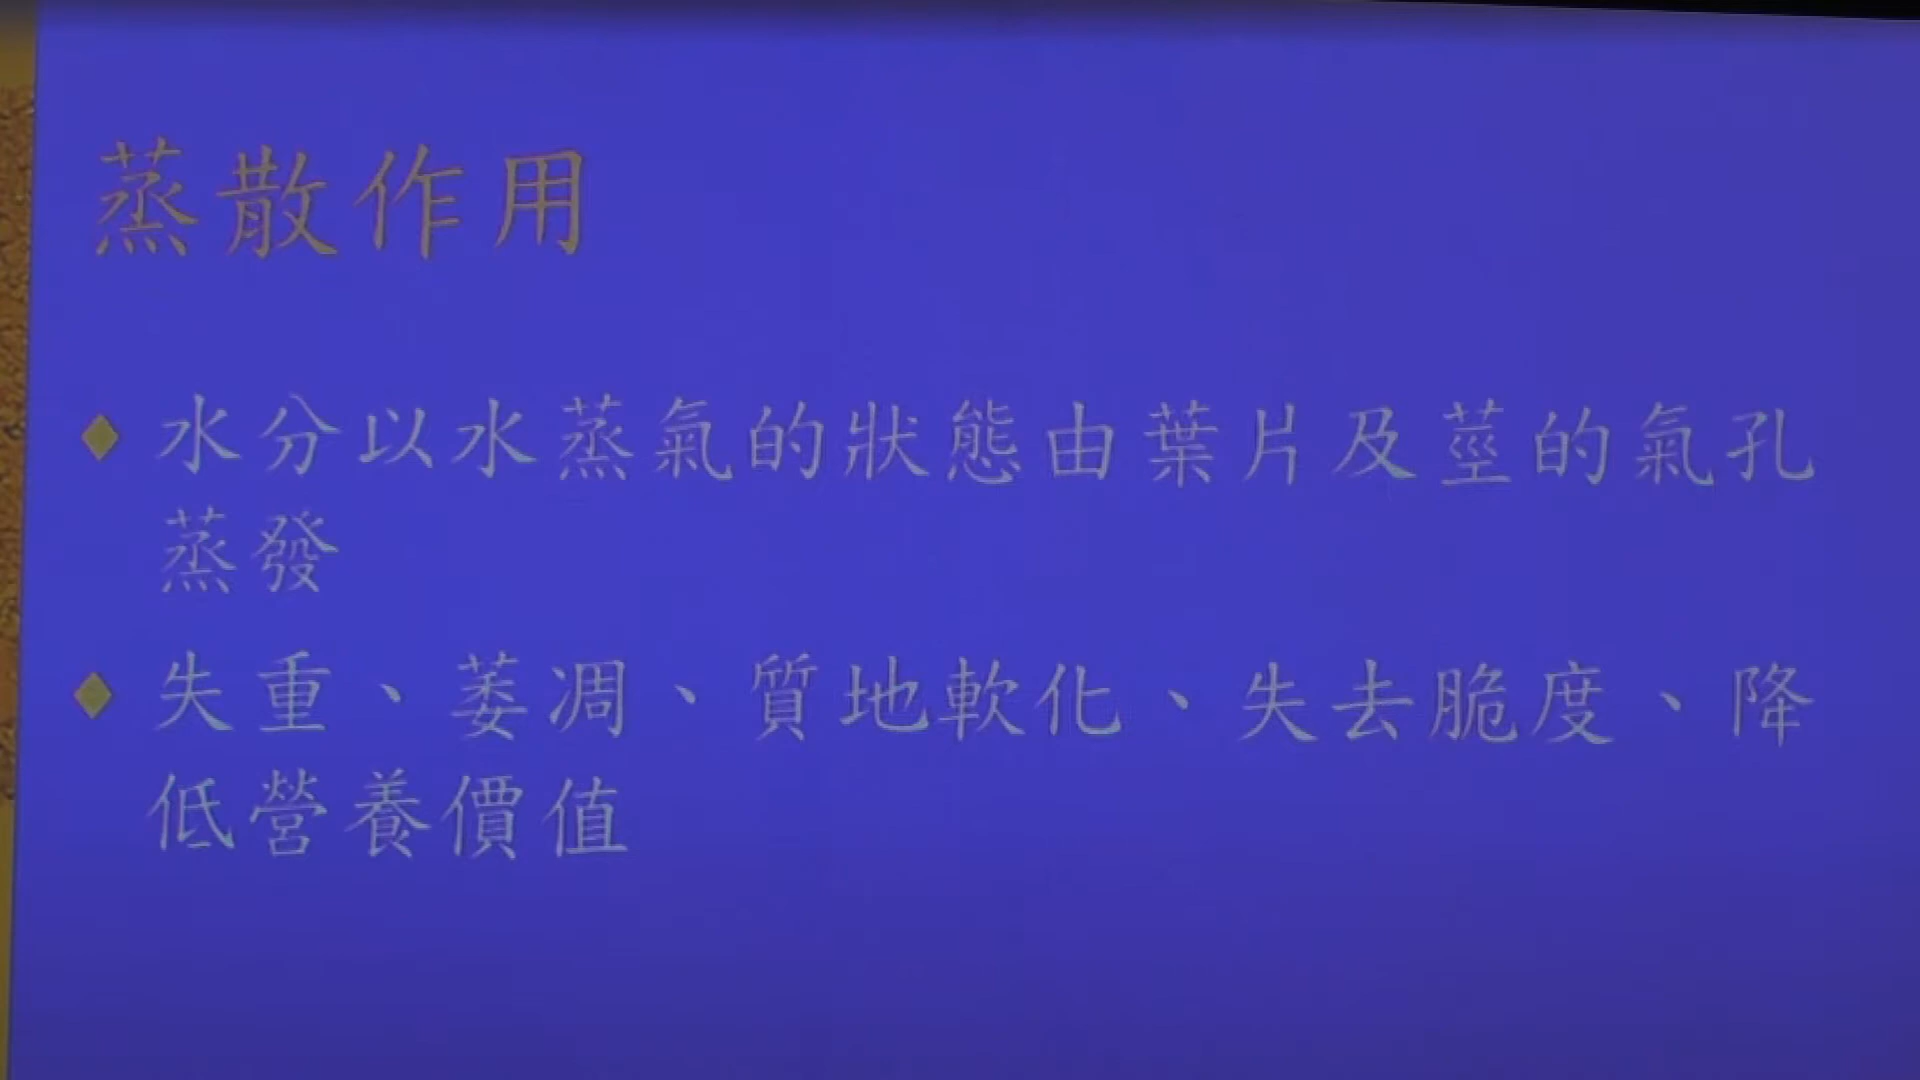 蒸散作用
水分以水蒸氣的狀態由葉片及莖的氣孔
蒸發
失重、萎凋、質地軟化、失去脆度、降
低營養價值